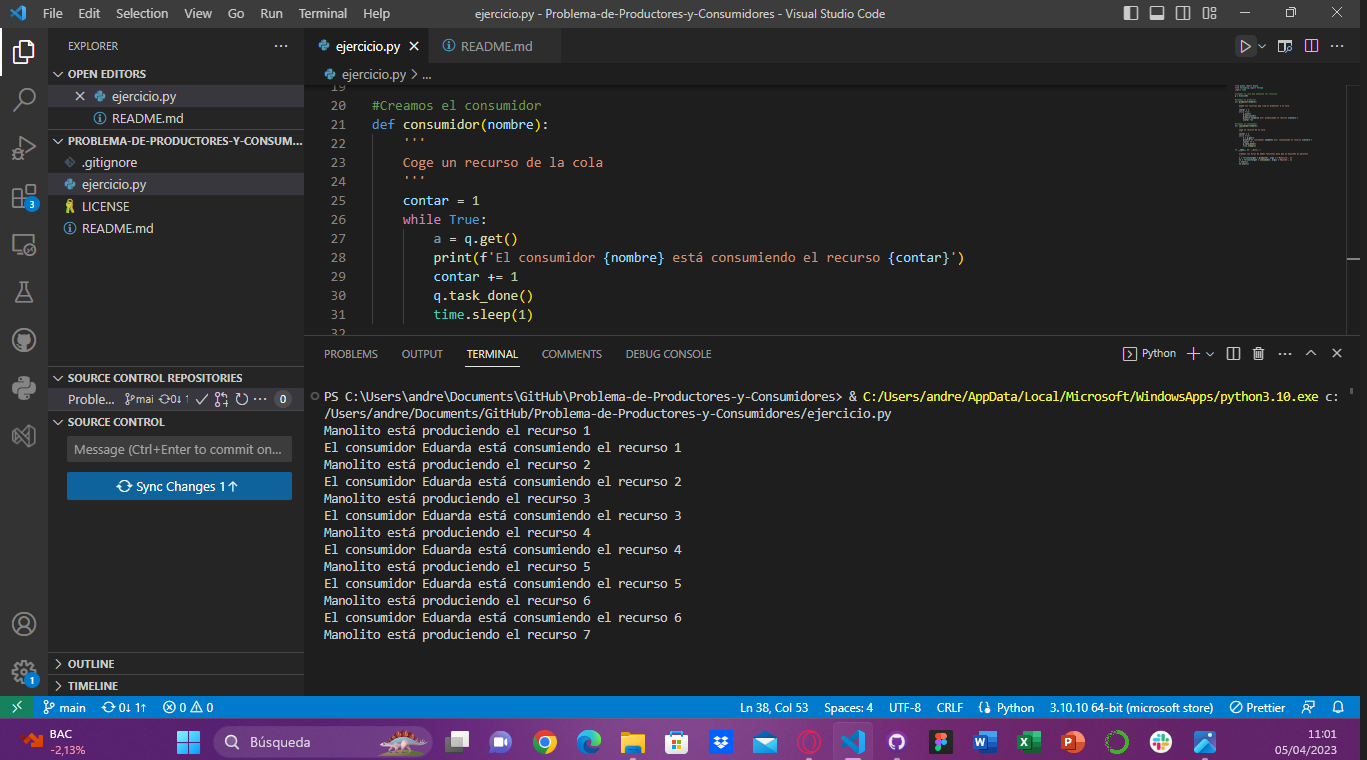 File Edit Selection View Go Run Terminal Help
ejercicio.py - Problema-de-Productores-y-Consumidores - Visual Studio Code
EXPLORER
OPEN EDITORS
ejercicio.py
README.md
PROBLEMA-DE-PRODUCTORES-Y-CONSUM...
.gitignore
ejercicio.py
LICENSE
README.md
3
SOURCE CONTROL REPOSITORIES
Proble... mai 0↓ 1 0
SOURCE CONTROL
Message (Ctrl+Enter to commit on...
Sync Changes 1↑
OUTLINE
TIMELINE
1
ejercicio.py README.md
ejercicio.py > ...
19
20 #Creamos el consumidor
21 def consumidor(nombre):
22 '''
23 Coge un recurso de la cola
24 '''
25 contar = 1
26 while True:
27 a = q.get()
28 print(f'El consumidor {nombre} está consumiendo el recurso {contar}')
29 contar += 1
30 q.task_done()
31 time.sleep(1)
32
PROBLEMS OUTPUT TERMINAL COMMENTS DEBUG CONSOLE
Python
PS C:\Users\andre\Documents\GitHub\Problema-de-Productores-y-Consumidores> & C:/Users/andre/AppData/Local/Microsoft/WindowsApps/python3.10.exe c:
/Users/andre/Documents/GitHub/Problema-de-Productores-y-Consumidores/ejercicio.py
Manolito está produciendo el recurso 1
El consumidor Eduarda está consumiendo el recurso 1
Manolito está produciendo el recurso 2
El consumidor Eduarda está consumiendo el recurso 2
Manolito está produciendo el recurso 3
El consumidor Eduarda está consumiendo el recurso 3
Manolito está produciendo el recurso 4
El consumidor Eduarda está consumiendo el recurso 4
Manolito está produciendo el recurso 5
El consumidor Eduarda está consumiendo el recurso 5
Manolito está produciendo el recurso 6
El consumidor Eduarda está consumiendo el recurso 6
Manolito está produciendo el recurso 7
main 0↓ 1↑ 0 0
Ln 38, Col 53 Spaces: 4 UTF-8 CRLF Python 3.10.10 64-bit (microsoft store) Prettier
BAC
-2,13%
Búsqueda
11:01
05/04/2023